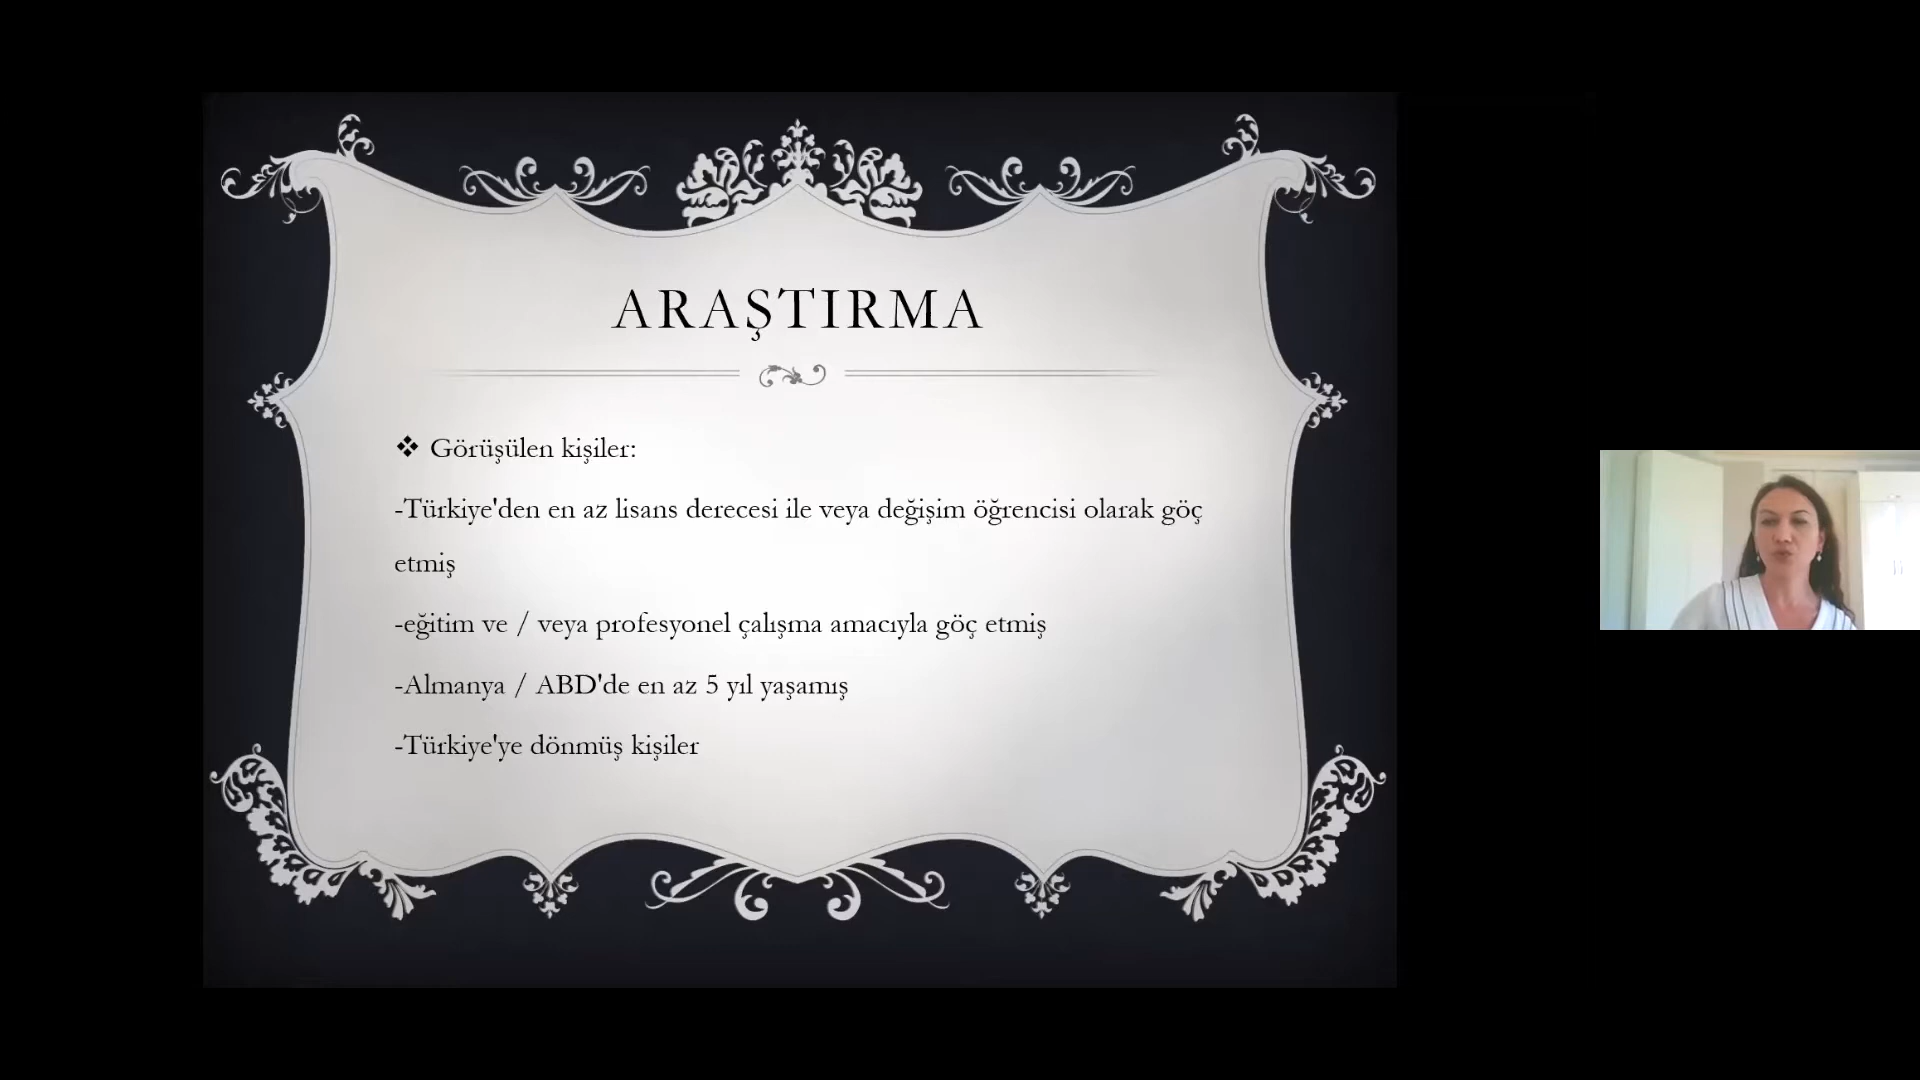 ARAŞTIRMA
❖ Görüşülen kişiler:
-Türkiye'den en az lisans derecesi ile veya değişim öğrencisi olarak göç
etmiş
-eğitim ve / veya profesyonel çalışma amacıyla göç etmiş
-Almanya / ABD'de en az 5 yıl yaşamış
-Türkiye'ye dönmüş kişiler